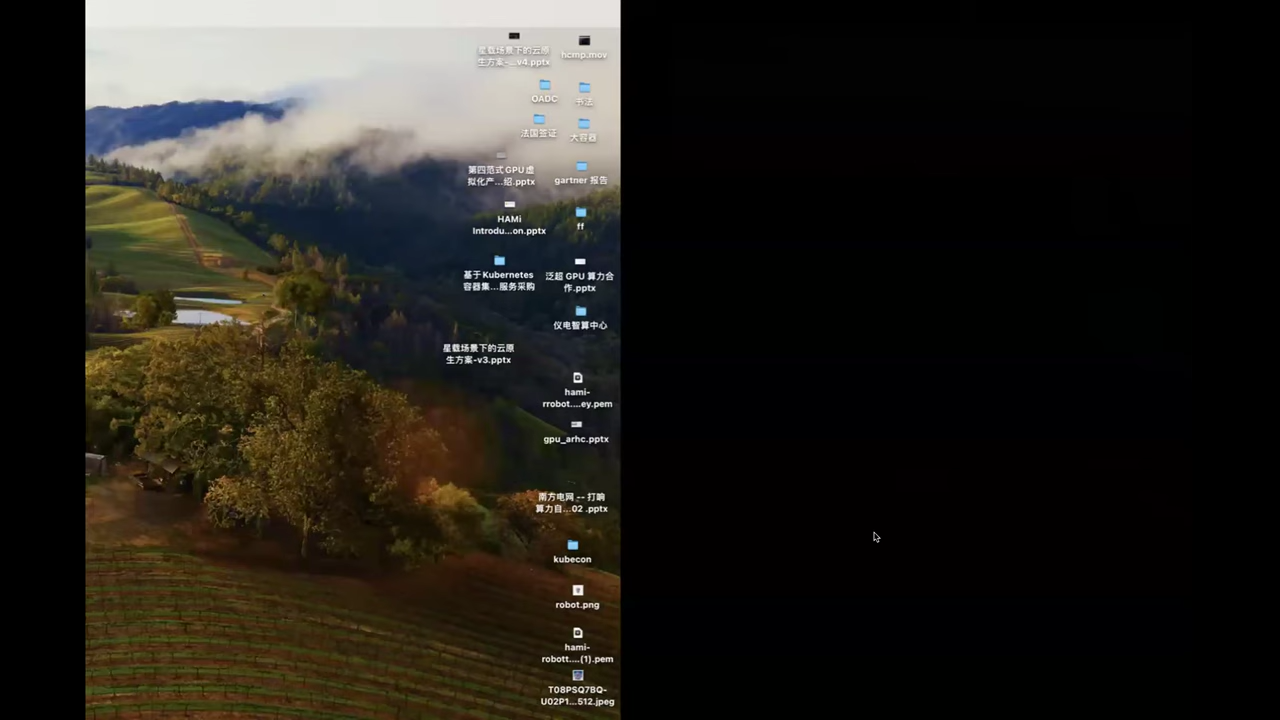 星载场景下的云原
生方案-...v4.pptx
hcmp.mov
OADC
书法
法国签证
大容器
第四范式 GPU 虚
拟化产...绍.pptx
gartner 报告
HAMi
Introdu...on.pptx
ff
基于 Kubernetes
容器集...服务采购
泛超 GPU 算力合
作.pptx
仪电智算中心
星载场景下的云原
生方案-v3.pptx
hami-
rrobot....ey.pem
gpu_arhc.pptx
南方电网 -- 打响
算力自...02 .pptx
kubecon
robot.png
hami-
robott....(1).pem
T08PSQ7BQ-
U02P1...512.jpeg